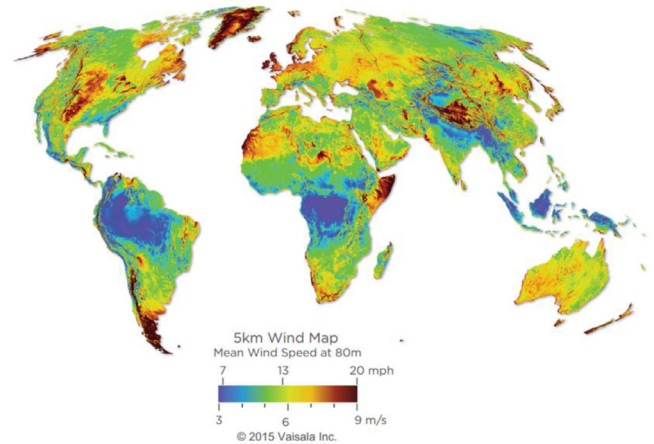 5km Wind Map
Mean Wind Speed at 80m
7 13 20 mph
3 6 9 m/s
© 2015 Vaisala Inc.